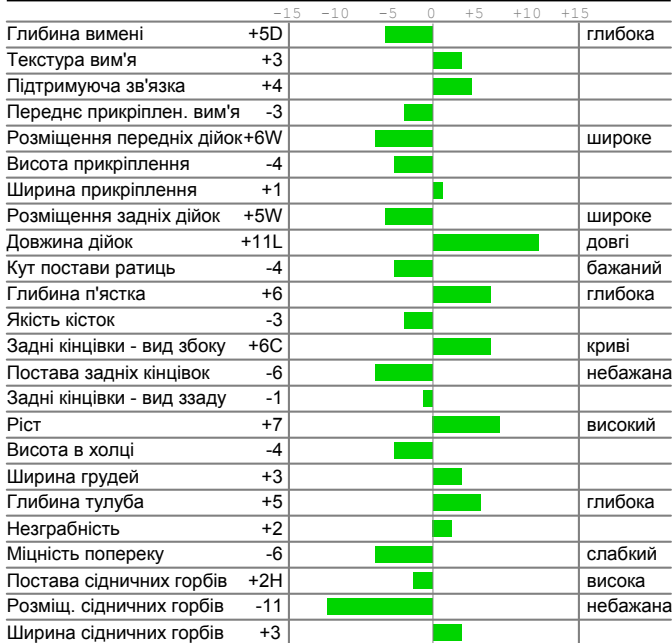 -15 -10 -5 0 +5 +10 +15
Глибина вимені +5D глибока
Текстура вим'я +3
Підтримуюча зв'язка +4
Переднє прикріплен. вим'я -3
Розміщення передніх дійок+6W широке
Висота прикріплення -4
Ширина прикріплення +1
Розміщення задніх дійок +5W широке
Довжина дійок +11L довгі
Кут постави ратиць -4 бажаний
Глибина п'ястка +6 глибока
Якість кісток -3
Задні кінцівки - вид збоку +6C криві
Постава задніх кінцівок -6 небажана
Задні кінцівки - вид ззаду -1
Ріст +7 високий
Висота в холці -4
Ширина грудей +3
Глибина тулуба +5 глибока
Незграбність +2
Міцність попереку -6 слабкий
Постава сідничних горбів +2H висока
Розміщ. сідничних горбів -11 небажана
Ширина сідничних горбів +3